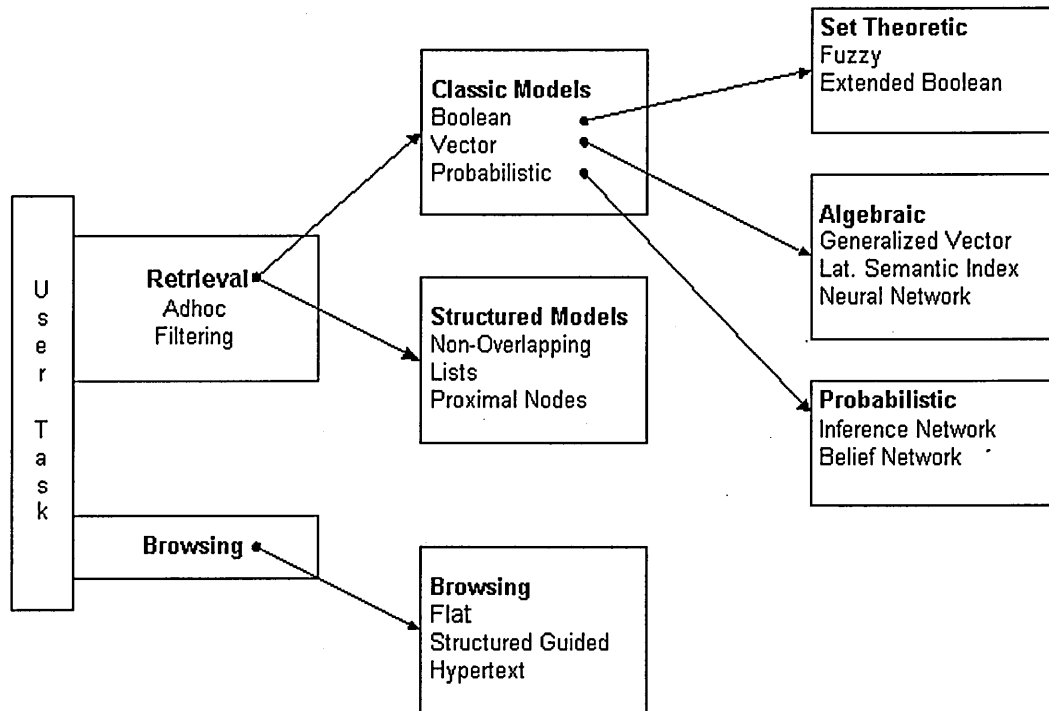 User Task
Retrieval
Adhoc
Filtering
Browsing
Classic Models
Boolean
Vector
Probabilistic
Structured Models
Non-Overlapping
Lists
Proximal Nodes
Browsing
Flat
Structured Guided
Hypertext
Set Theoretic
Fuzzy
Extended Boolean
Algebraic
Generalized Vector
Lat. Semantic Index
Neural Network
Probabilistic
Inference Network
Belief Network